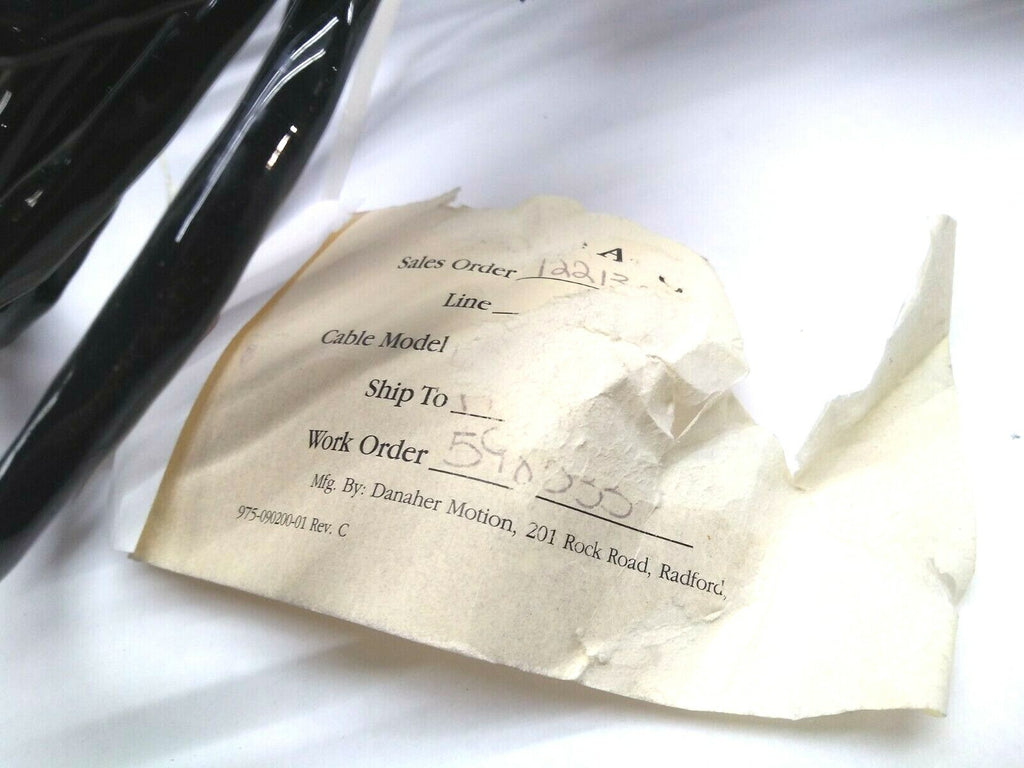 A
Sales Order 12213
Line
Cable Model
Ship To
Work Order
Mfg. By: Danaher Motion, 201 Rock Road, Radford,
975-090200-01 Rev. C